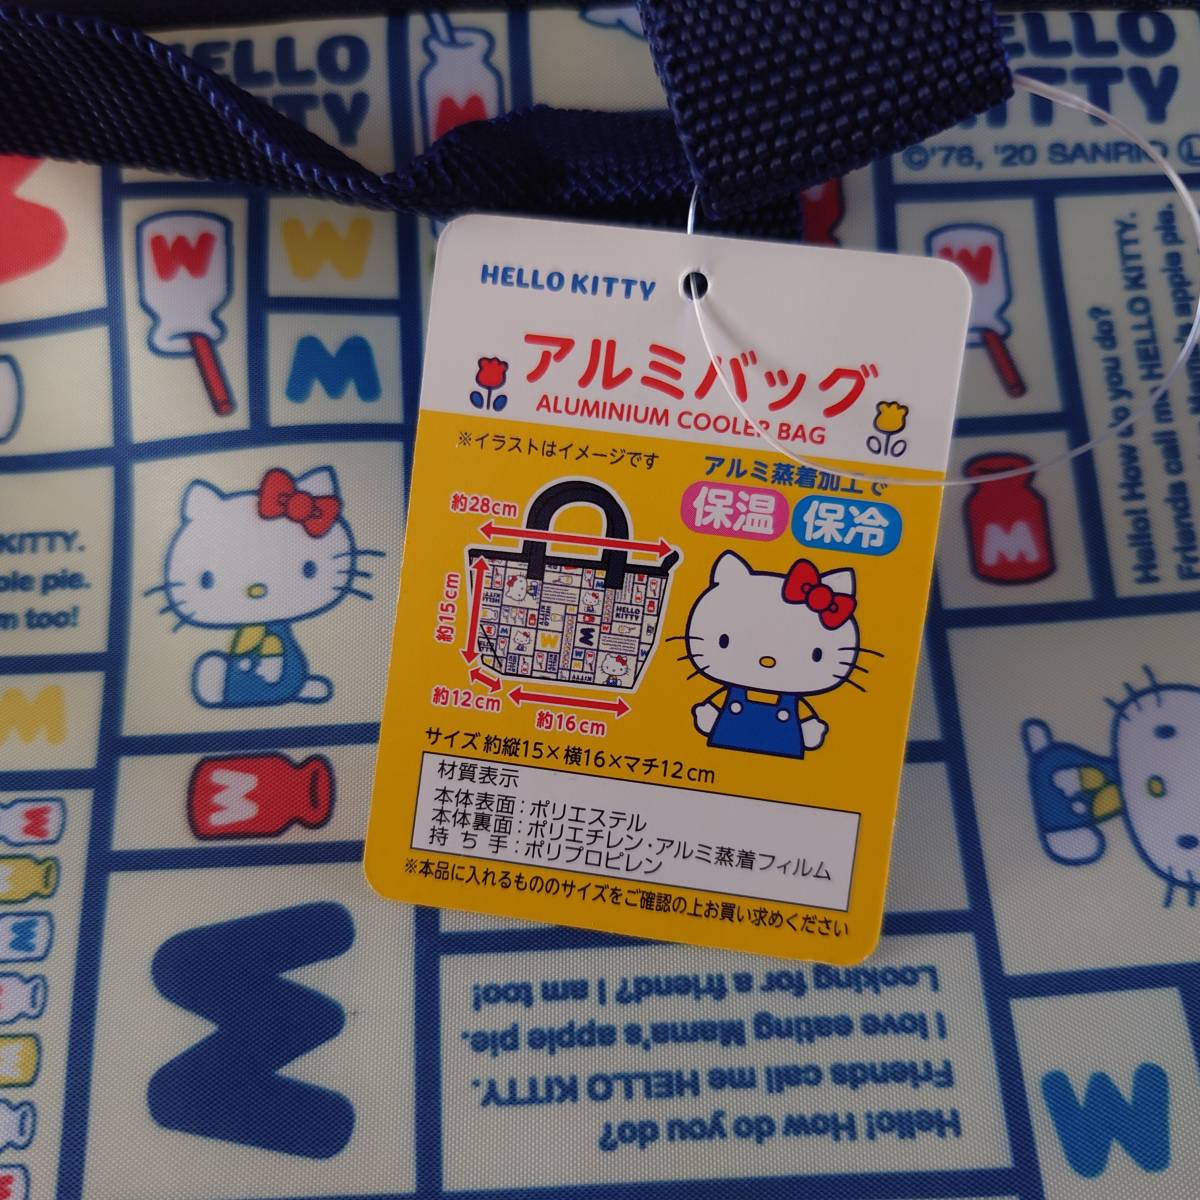 HELLO
KITTY
ELLO
ITTY
©'76, '20 SANRIO
HELLO KITTY
アルミバッグ
ALUMINIUM COOLER BAG
※イラストはイメージです
アルミ蒸着加工で
保温 保冷
約28cm
約15cm
約12cm
約16cm
サイズ 約縦15×横16×マチ12cm
材質表示
本体表面:ポリエステル
本体裏面:ポリエチレン・アルミ蒸着フィルム
持ち手:ポリプロピレン
※本品に入れるもののサイズをご確認の上お買い求めください
KITTY.
ple pie.
m too!
Hello! How do you do?
Friends call me HELLO KITTY.
apple pie.
Hello! How do you do?
Friends call me HELLO KITTY.
I love eating Mama's apple pie.
Looking for a friend? I am too!
M
W
W
M
W
M
M
M
W
M
W